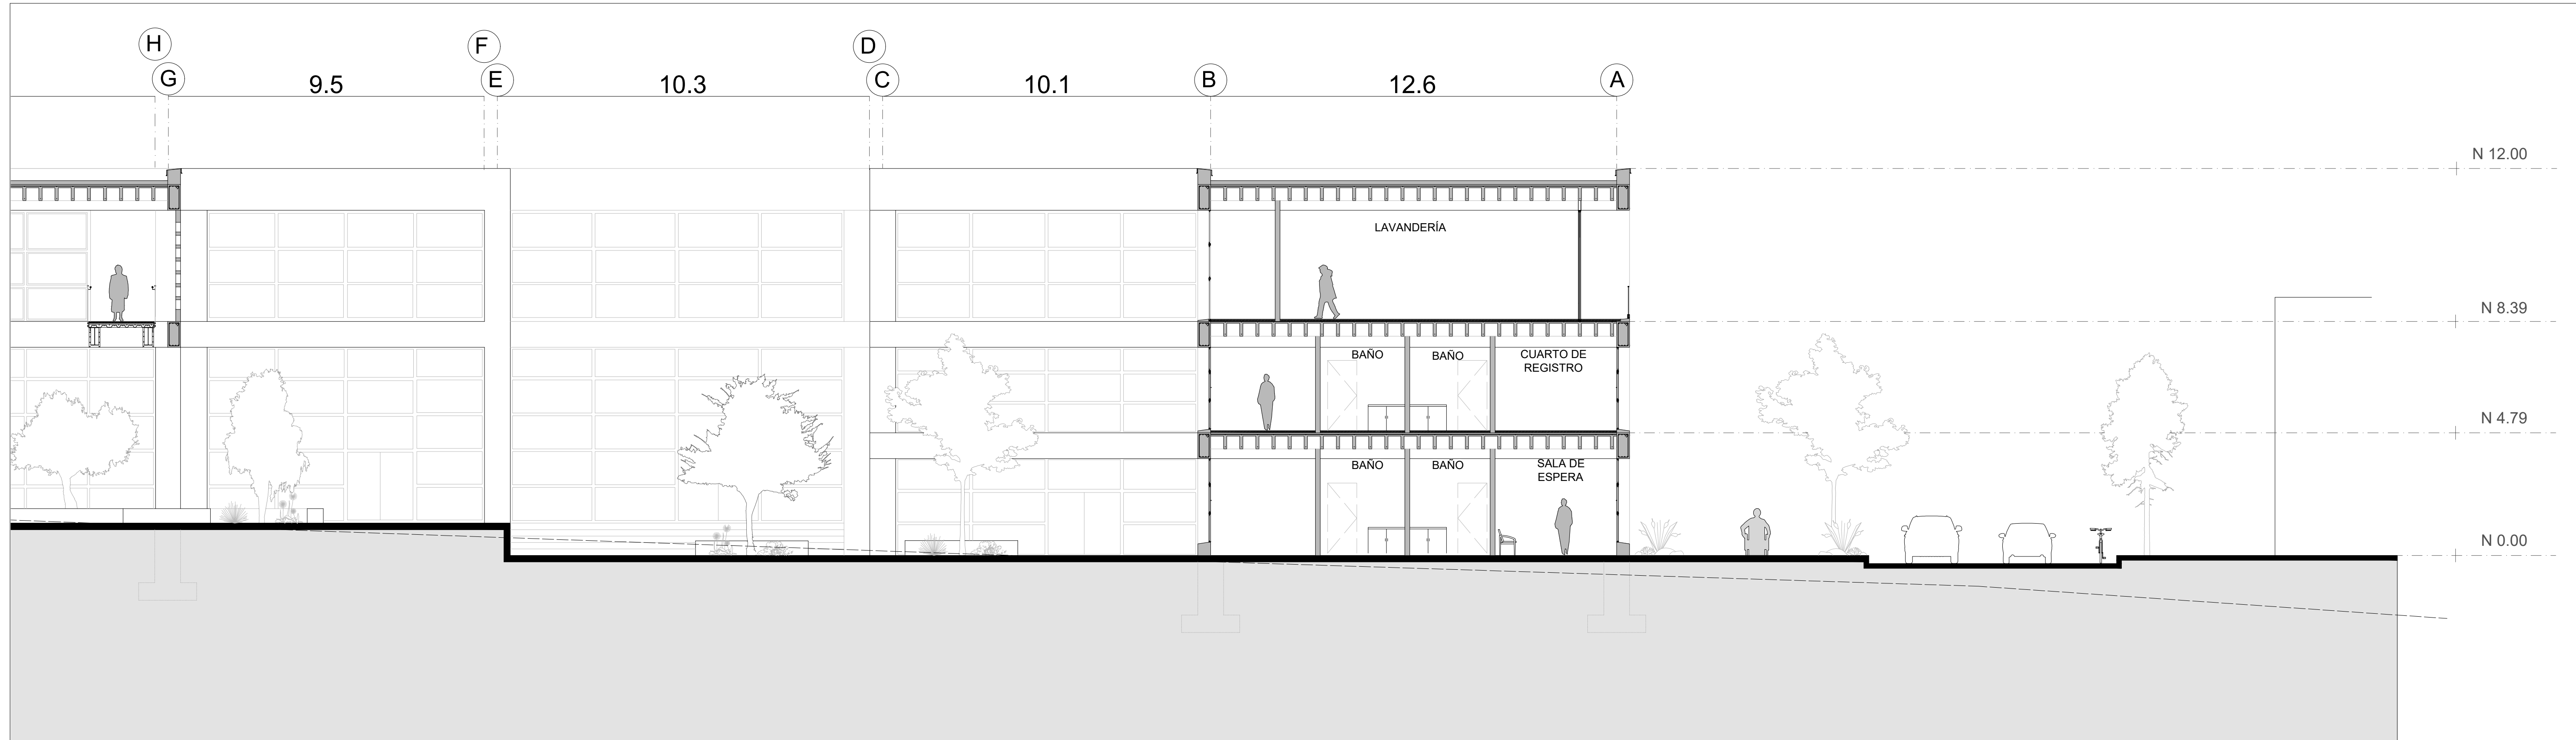 H
F
D
G
9.5
E
10.3
C
10.1
B
12.6
A
N 12.00
LAVANDERÍA
N 8.39
BAÑO
BAÑO
CUARTO DE
REGISTRO
N 4.79
BAÑO
BAÑO
SALA DE
ESPERA
N 0.00